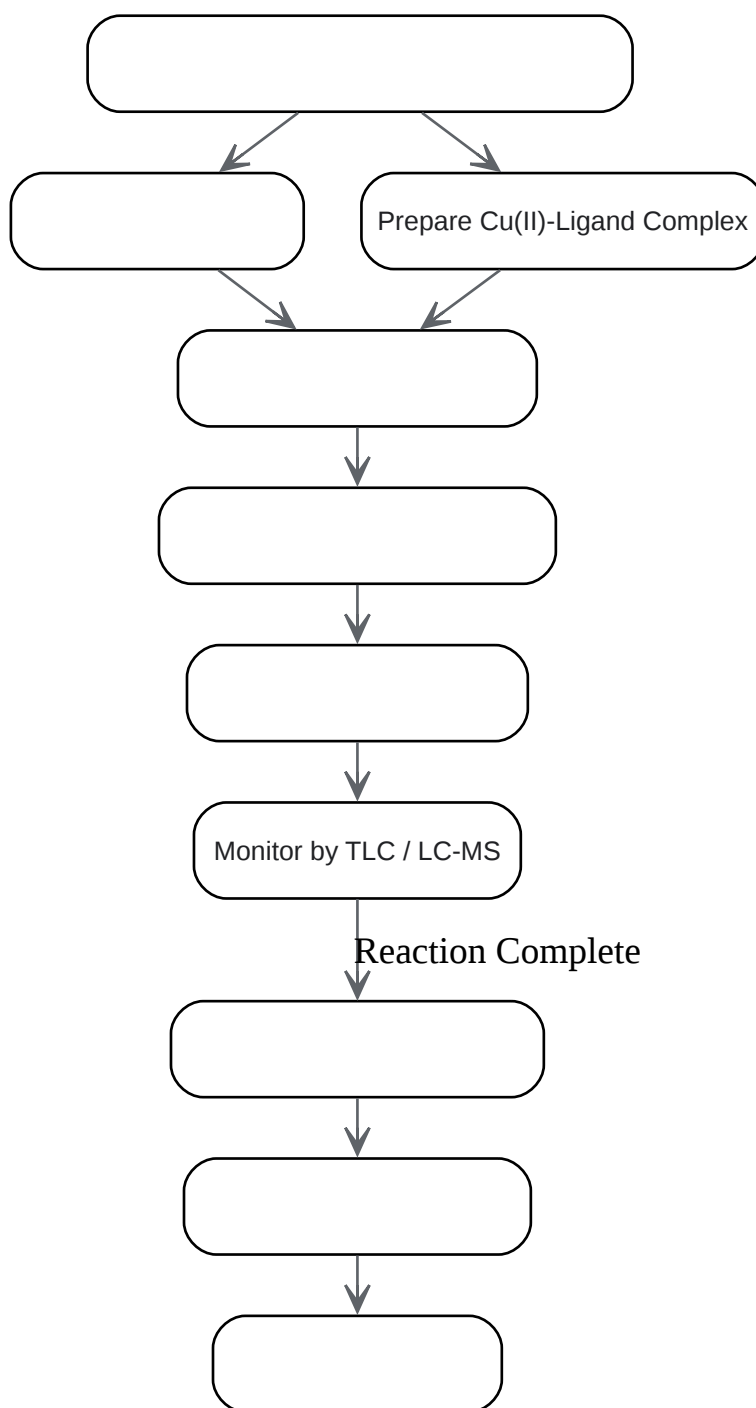 Prepare Cu(II)-Ligand Complex
Monitor by TLC / LC-MS
Reaction Complete